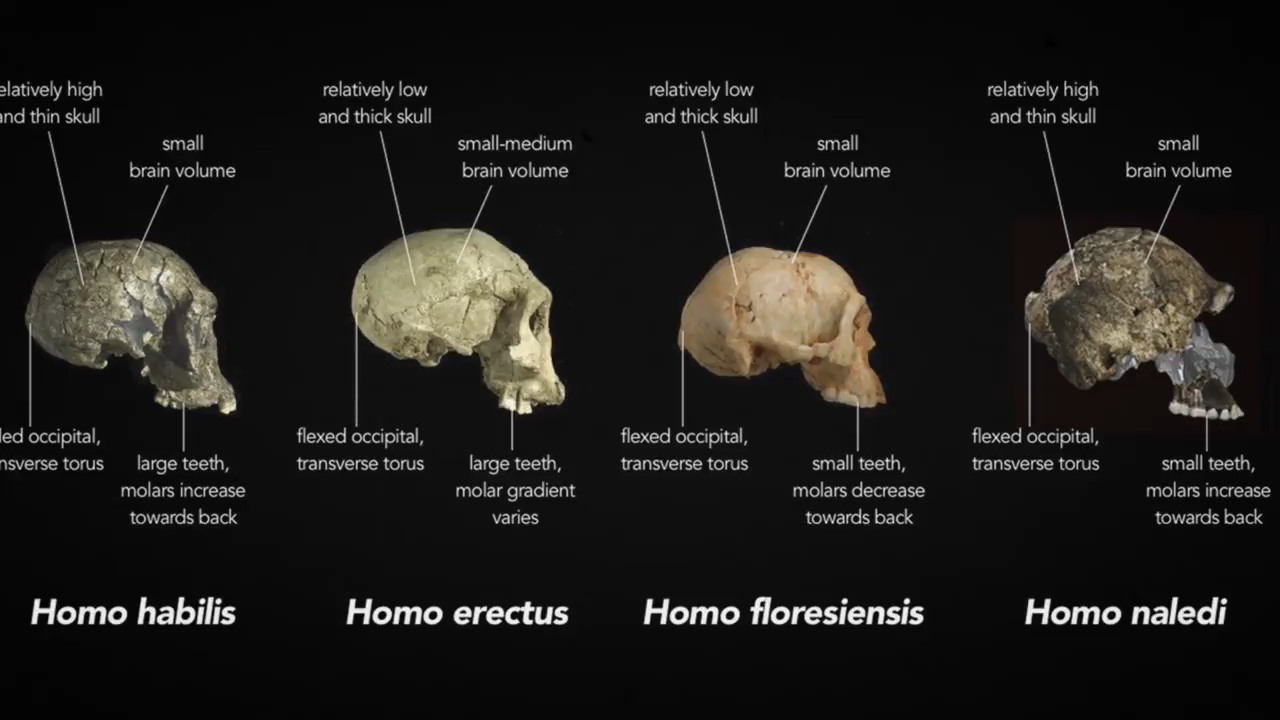 elatively high
and thin skull
small
brain volume
led occipital,
nsverse torus
large teeth,
molars increase
towards back
Homo habilis
relatively low
and thick skull
small-medium
brain volume
flexed occipital,
transverse torus
large teeth,
molar gradient
varies
Homo erectus
relatively low
and thick skull
small
brain volume
flexed occipital,
transverse torus
small teeth,
molars decrease
towards back
Homo floresiensis
relatively high
and thin skull
small
brain volume
flexed occipital,
transverse torus
small teeth,
molars increase
towards back
Homo naledi